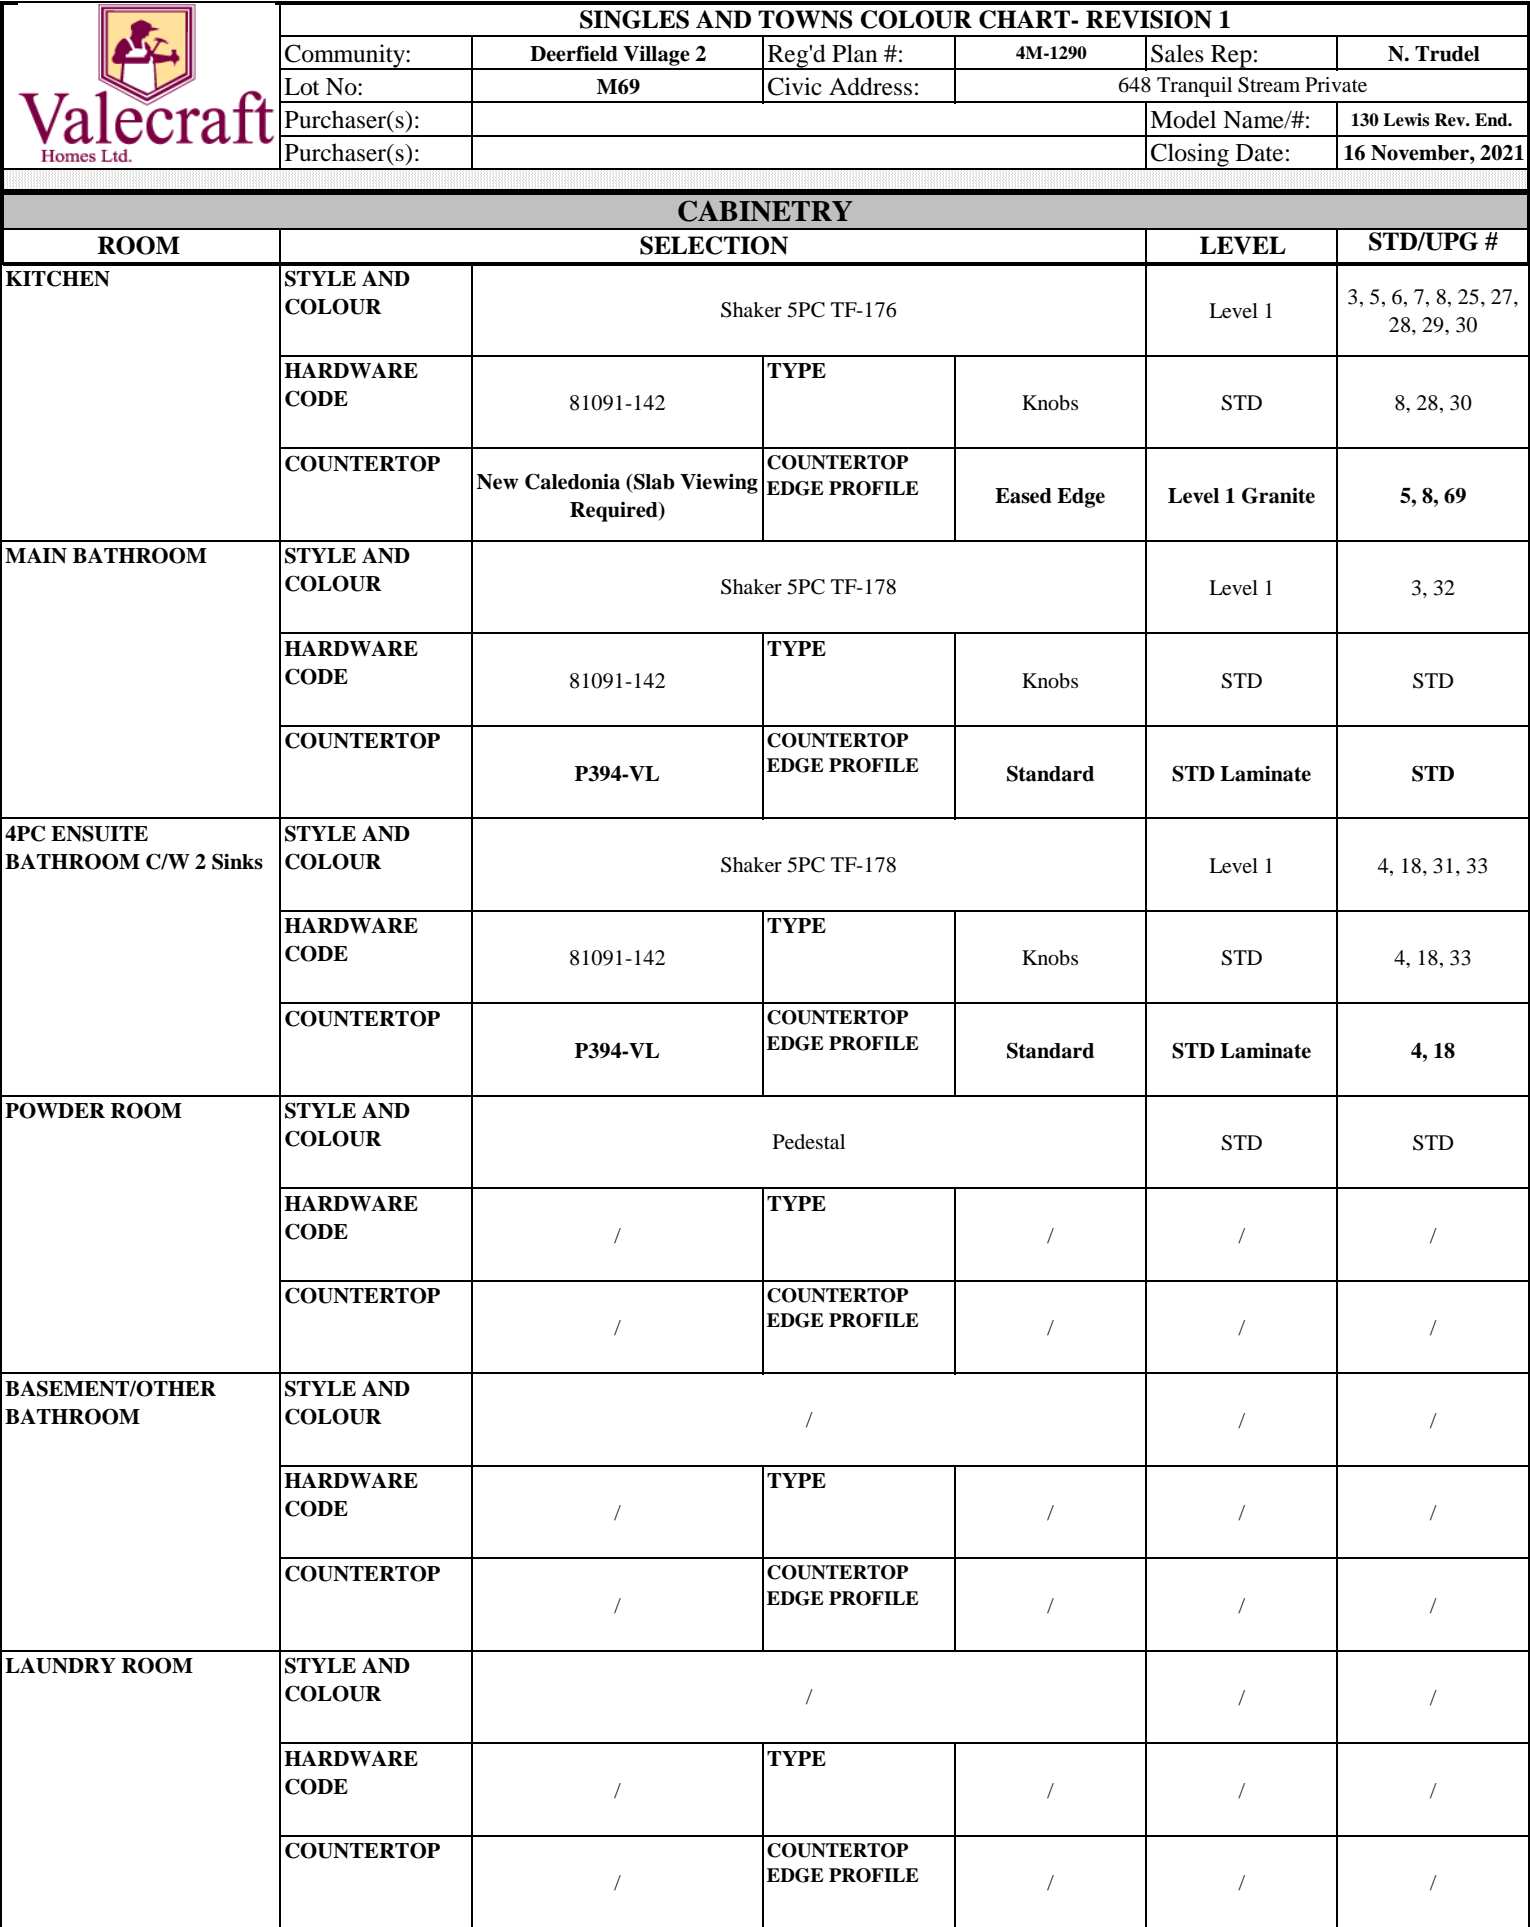 Valecraft
Homes Ltd.
SINGLES AND TOWNS COLOUR CHART- REVISION 1
Community: Deerfield Village 2 Reg'd Plan #: 4M-1290 Sales Rep: N. Trudel
Lot No: M69 Civic Address: 648 Tranquil Stream Private
Purchaser(s): Model Name/#: 130 Lewis Rev. End.
Purchaser(s): Closing Date: 16 November, 2021
CABINETRY
ROOM SELECTION LEVEL STD/UPG #
KITCHEN
STYLE AND
COLOUR
Shaker 5PC TF-176
Level 1
3, 5, 6, 7, 8, 25, 27,
28, 29, 30
HARDWARE
CODE
81091-142
TYPE
Knobs
STD
8, 28, 30
COUNTERTOP
New Caledonia (Slab Viewing
Required)
COUNTERTOP
EDGE PROFILE
Eased Edge
Level 1 Granite
5, 8, 69
MAIN BATHROOM
STYLE AND
COLOUR
Shaker 5PC TF-178
Level 1
3, 32
HARDWARE
CODE
81091-142
TYPE
Knobs
STD
STD
COUNTERTOP
P394-VL
COUNTERTOP
EDGE PROFILE
Standard
STD Laminate
STD
4PC ENSUITE
BATHROOM C/W 2 Sinks
STYLE AND
COLOUR
Shaker 5PC TF-178
Level 1
4, 18, 31, 33
HARDWARE
CODE
81091-142
TYPE
Knobs
STD
4, 18, 33
COUNTERTOP
P394-VL
COUNTERTOP
EDGE PROFILE
Standard
STD Laminate
4, 18
POWDER ROOM
STYLE AND
COLOUR
Pedestal
STD
STD
HARDWARE
CODE
/
TYPE
/
/
/
COUNTERTOP
/
COUNTERTOP
EDGE PROFILE
/
/
/
BASEMENT/OTHER
BATHROOM
STYLE AND
COLOUR
/
/
/
HARDWARE
CODE
/
TYPE
/
/
/
COUNTERTOP
/
COUNTERTOP
EDGE PROFILE
/
/
/
LAUNDRY ROOM
STYLE AND
COLOUR
/
/
/
HARDWARE
CODE
/
TYPE
/
/
/
COUNTERTOP
/
COUNTERTOP
EDGE PROFILE
/
/
/